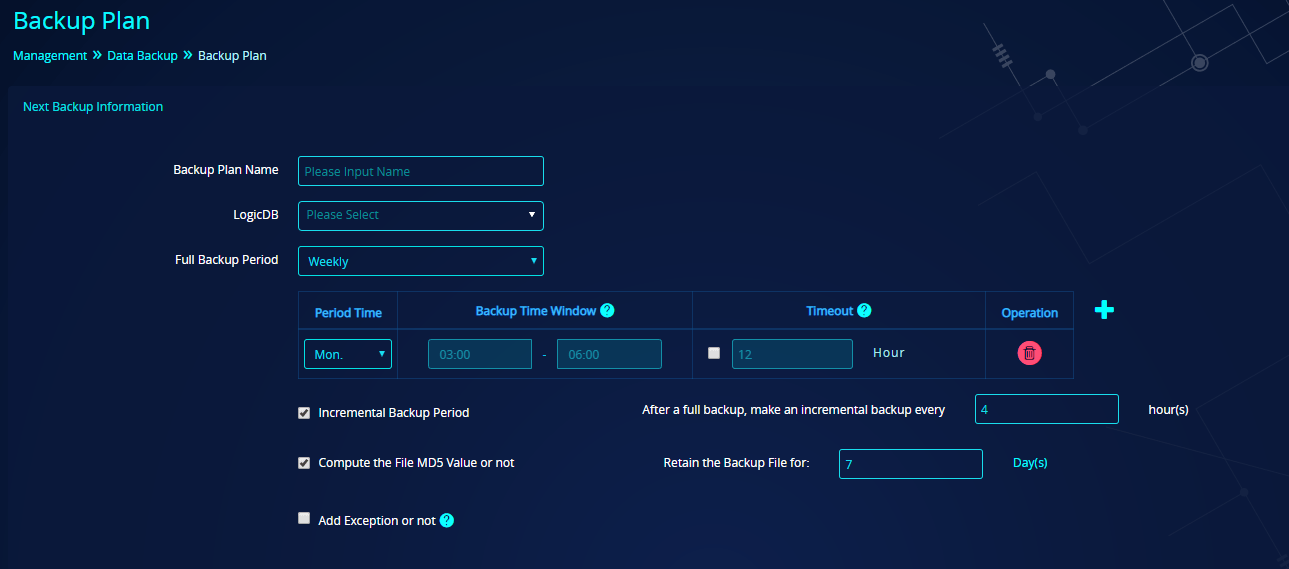 Backup Plan
Management » Data Backup » Backup Plan
Next Backup Information
Backup Plan Name Please Input Name
LogicDB Please Select
Full Backup Period Weekly
Period Time Backup Time Window ? Timeout ? Operation
Mon. 03:00 - 06:00 12 Hour
Incremental Backup Period After a full backup, make an incremental backup every 4 hour(s)
Compute the File MD5 Value or not Retain the Backup File for: 7 Day(s)
Add Exception or not ?